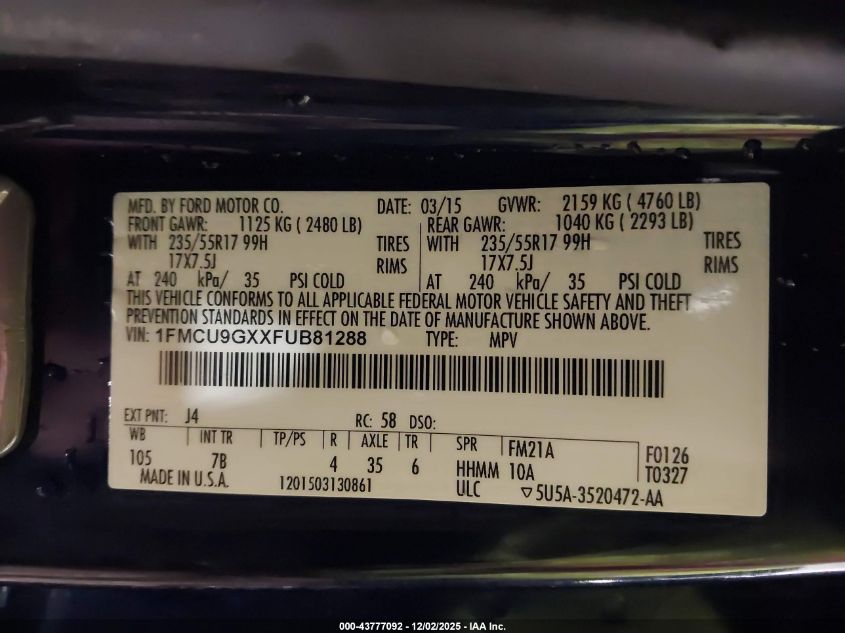 MFD. BY FORD MOTOR CO. DATE: 03/15 GVWR: 2159 KG ( 4760 LB)
FRONT GAWR: 1125 KG ( 2480 LB) REAR GAWR: 1040 KG ( 2293 LB)
WITH 235/55R17 99H TIRES WITH 235/55R17 99H TIRES
17X7.5J RIMS 17X7.5J RIMS
AT 240 kPa/ 35 PSI COLD AT 240 kPa/ 35 PSI COLD
THIS VEHICLE CONFORMS TO ALL APPLICABLE FEDERAL MOTOR VEHICLE SAFETY AND THEFT
PREVENTION STANDARDS IN EFFECT ON THE DATE OF MANUFACTURE SHOWN ABOVE.
VIN: 1FMCU9GXXFUB81288 TYPE: MPV
EXT PNT: J4 RC: 58 DSO:
WB INT TR TP/PS R AXLE TR SPR FM21A F0126
105 7B 4 35 6 HHMM 10A T0327
MADE IN U.S.A. 1201503130861 ULC ▽5U5A-3520472-AA
000-43777092 - 12/02/2025 - IAA Inc.